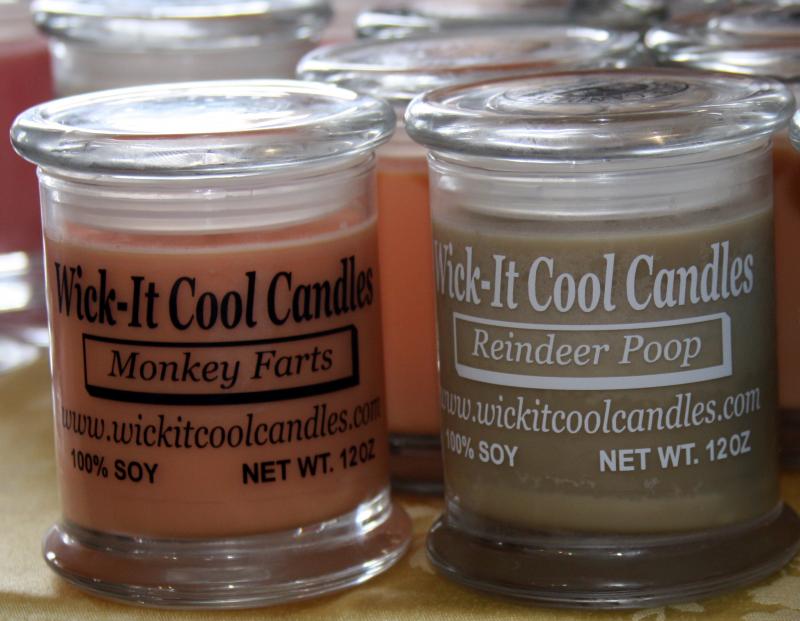 Wick-It Cool Candles
Monkey Farts
www.wickitcoolcandles.com
100% SOY NET WT. 12OZ
Wick-It Cool Candles
Reindeer Poop
www.wickitcoolcandles.com
100% SOY NET WT. 12OZ